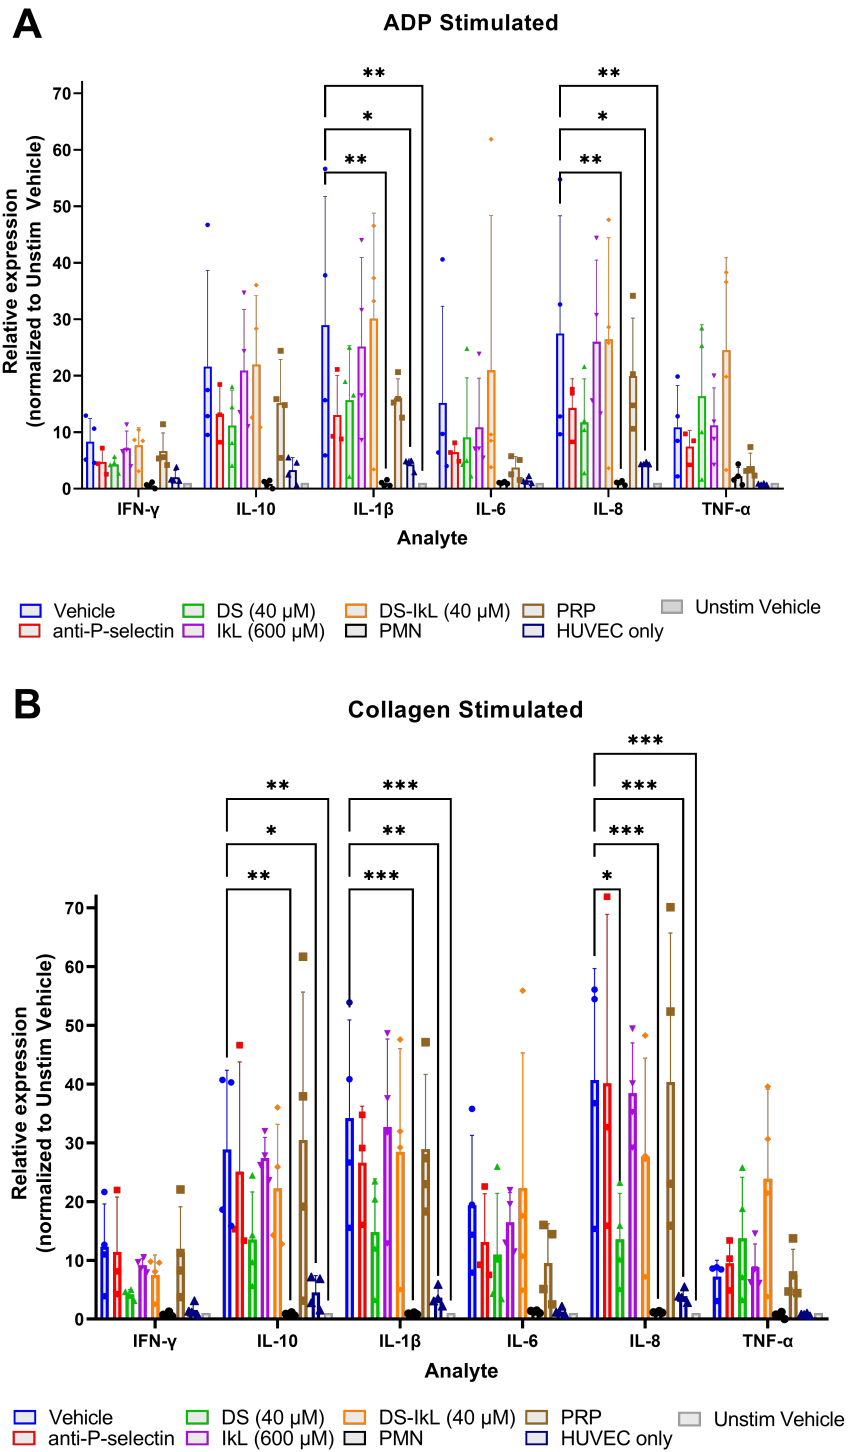 A
ADP Stimulated
Relative expression
(normalized to Unstim Vehicle)
70
60
50
40
30
20
10
0
** 
*
**
**
*
**
IFN-γ IL-10 IL-1β IL-6 IL-8 TNF-α
Analyte
Vehicle DS (40 μM) DS-IkL (40 μM) PRP Unstim Vehicle
anti-P-selectin IkL (600 μM) PMN HUVEC only
B
Collagen Stimulated
Relative expression
(normalized to Unstim Vehicle)
70
60
50
40
30
20
10
0
***
** *** ***
* ** ***
** *** *
IFN-γ IL-10 IL-1β IL-6 IL-8 TNF-α
Analyte
Vehicle DS (40 μM) DS-IkL (40 μM) PRP Unstim Vehicle
anti-P-selectin IkL (600 μM) PMN HUVEC only